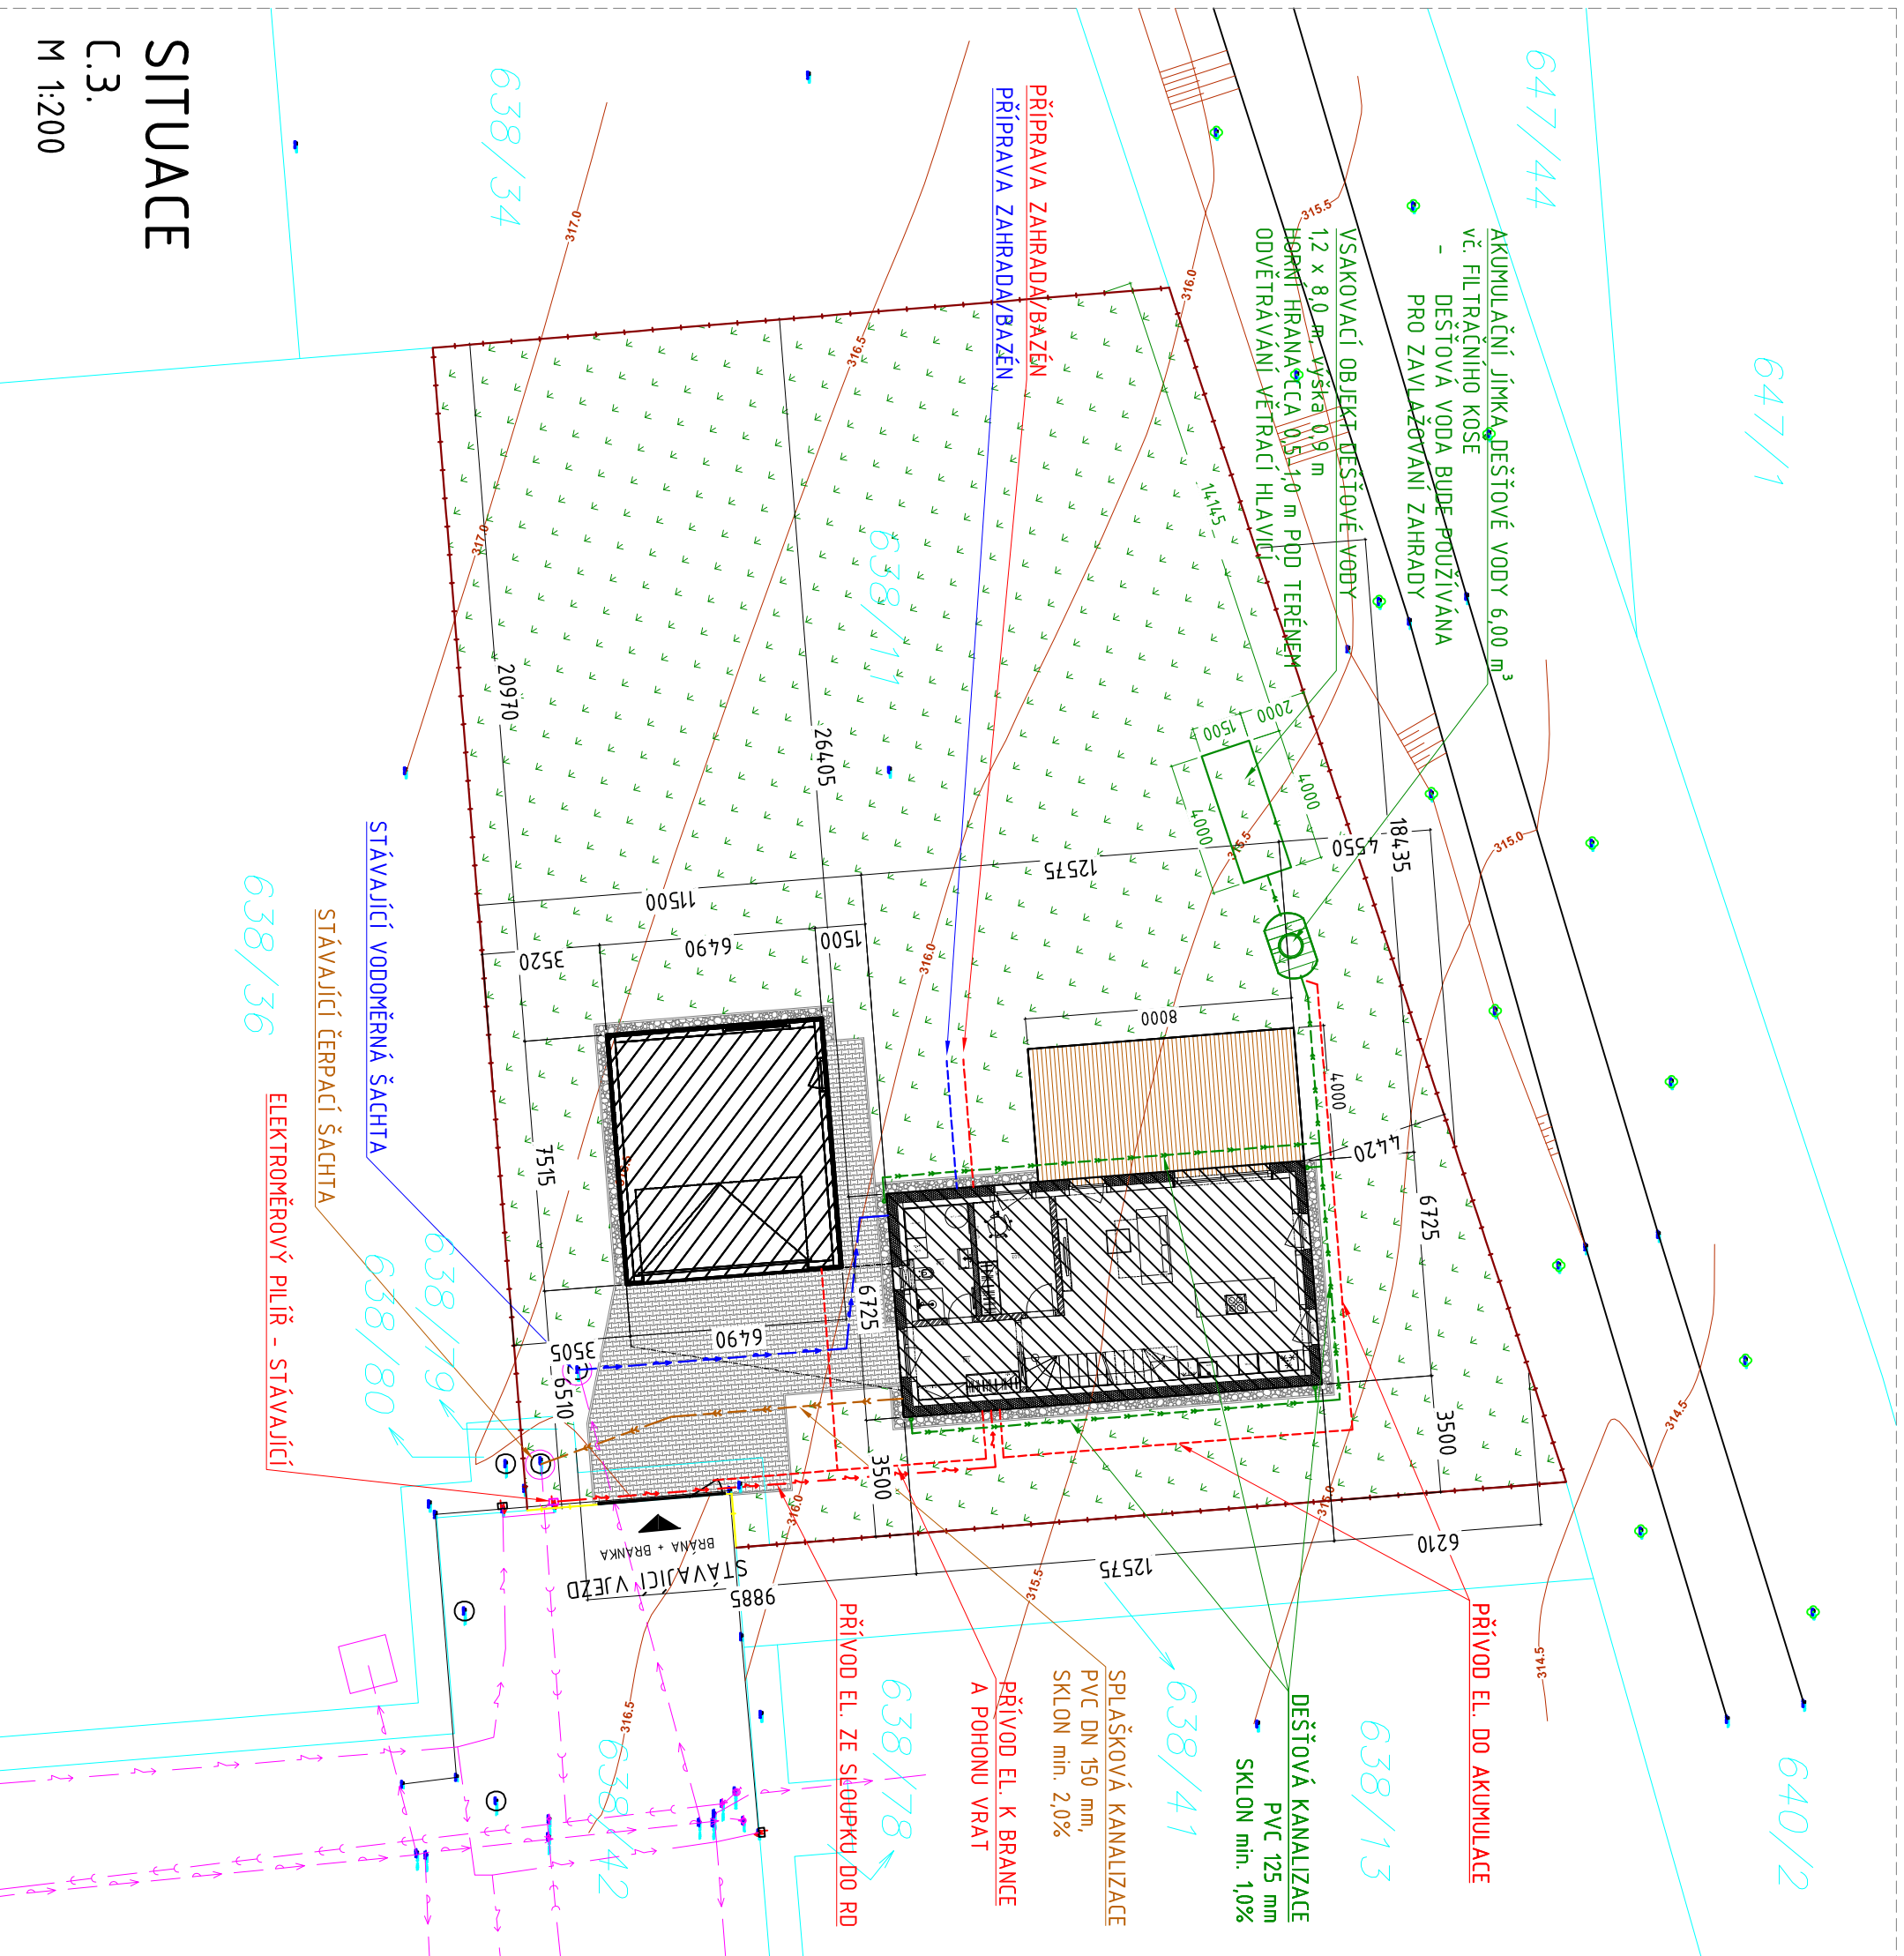 SITUACE
C.3.
M 1:200
647/44
647/1
640/2
638/34
638/11
638/36
638/79
638/80
638/42
638/78
638/41
638/13
AKUMULAČNÍ JÍMKA DEŠŤOVÉ VODY 6,00 m³
vč. FILTRAČNÍHO KOŠE
- DEŠŤOVÁ VODA BUDE POUŽÍVÁNA
PRO ZAVLAŽOVÁNÍ ZAHRADY
VSAKOVACÍ OBJEKT DEŠŤOVÉ VODY
1,2 x 8,0 m, výška 0,9 m
HORNÍ HRANA CCA 0,5-1,0 m POD TERÉNEM
ODVĚTRÁVÁNÍ VĚTRACÍ HLAVICÍ
PŘÍPRAVA ZAHRADA/BAZÉN
PŘÍPRAVA ZAHRADA/BAZÉN
STÁVAJÍCÍ VODOMĚRNÁ ŠACHTA
STÁVAJÍCÍ ČERPACÍ ŠACHTA
ELEKTROMĚROVÝ PILÍŘ - STÁVAJÍCÍ
PŘÍVOD EL. DO AKUMULACE
DEŠŤOVÁ KANALIZACE
PVC 125 mm
SKLON min. 1,0%
SPLAŠKOVÁ KANALIZACE
PVC DN 150 mm,
SKLON min. 2,0%
PŘÍVOD EL. K BRANCE
A POHONU VRAT
PŘÍVOD EL. ZE SLOUPKU DO RD
BRÁNA + BRANKA
STÁVAJÍCÍ VJEZD
317.0
317.0
316.5
316.5
316.0
316.0
316.0
315.5
315.5
315.5
315.0
315.0
314.5
314.5
14145
2000
1500
4000
4000
18435
4550
12575
11500
1500
6490
3520
20970
26405
8000
4000
4420
6725
3500
7515
6725
6490
3505
6510
3500
6210
12575
9885